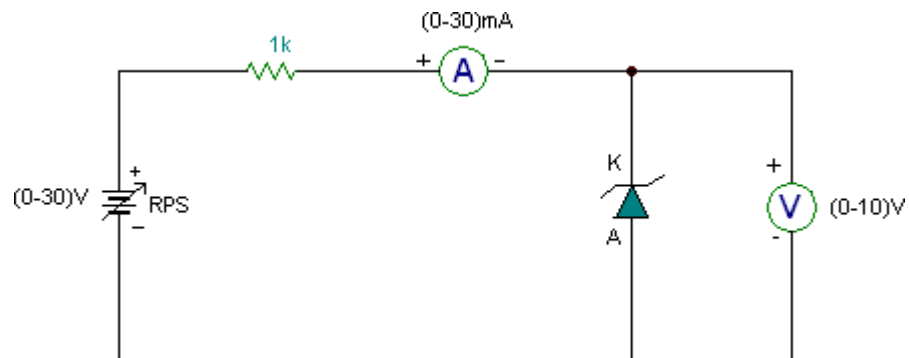 (0-30)mA
1k
+ A -
K
+
(0-30)V
+
RPS
V
(0-10)V
A
-
-